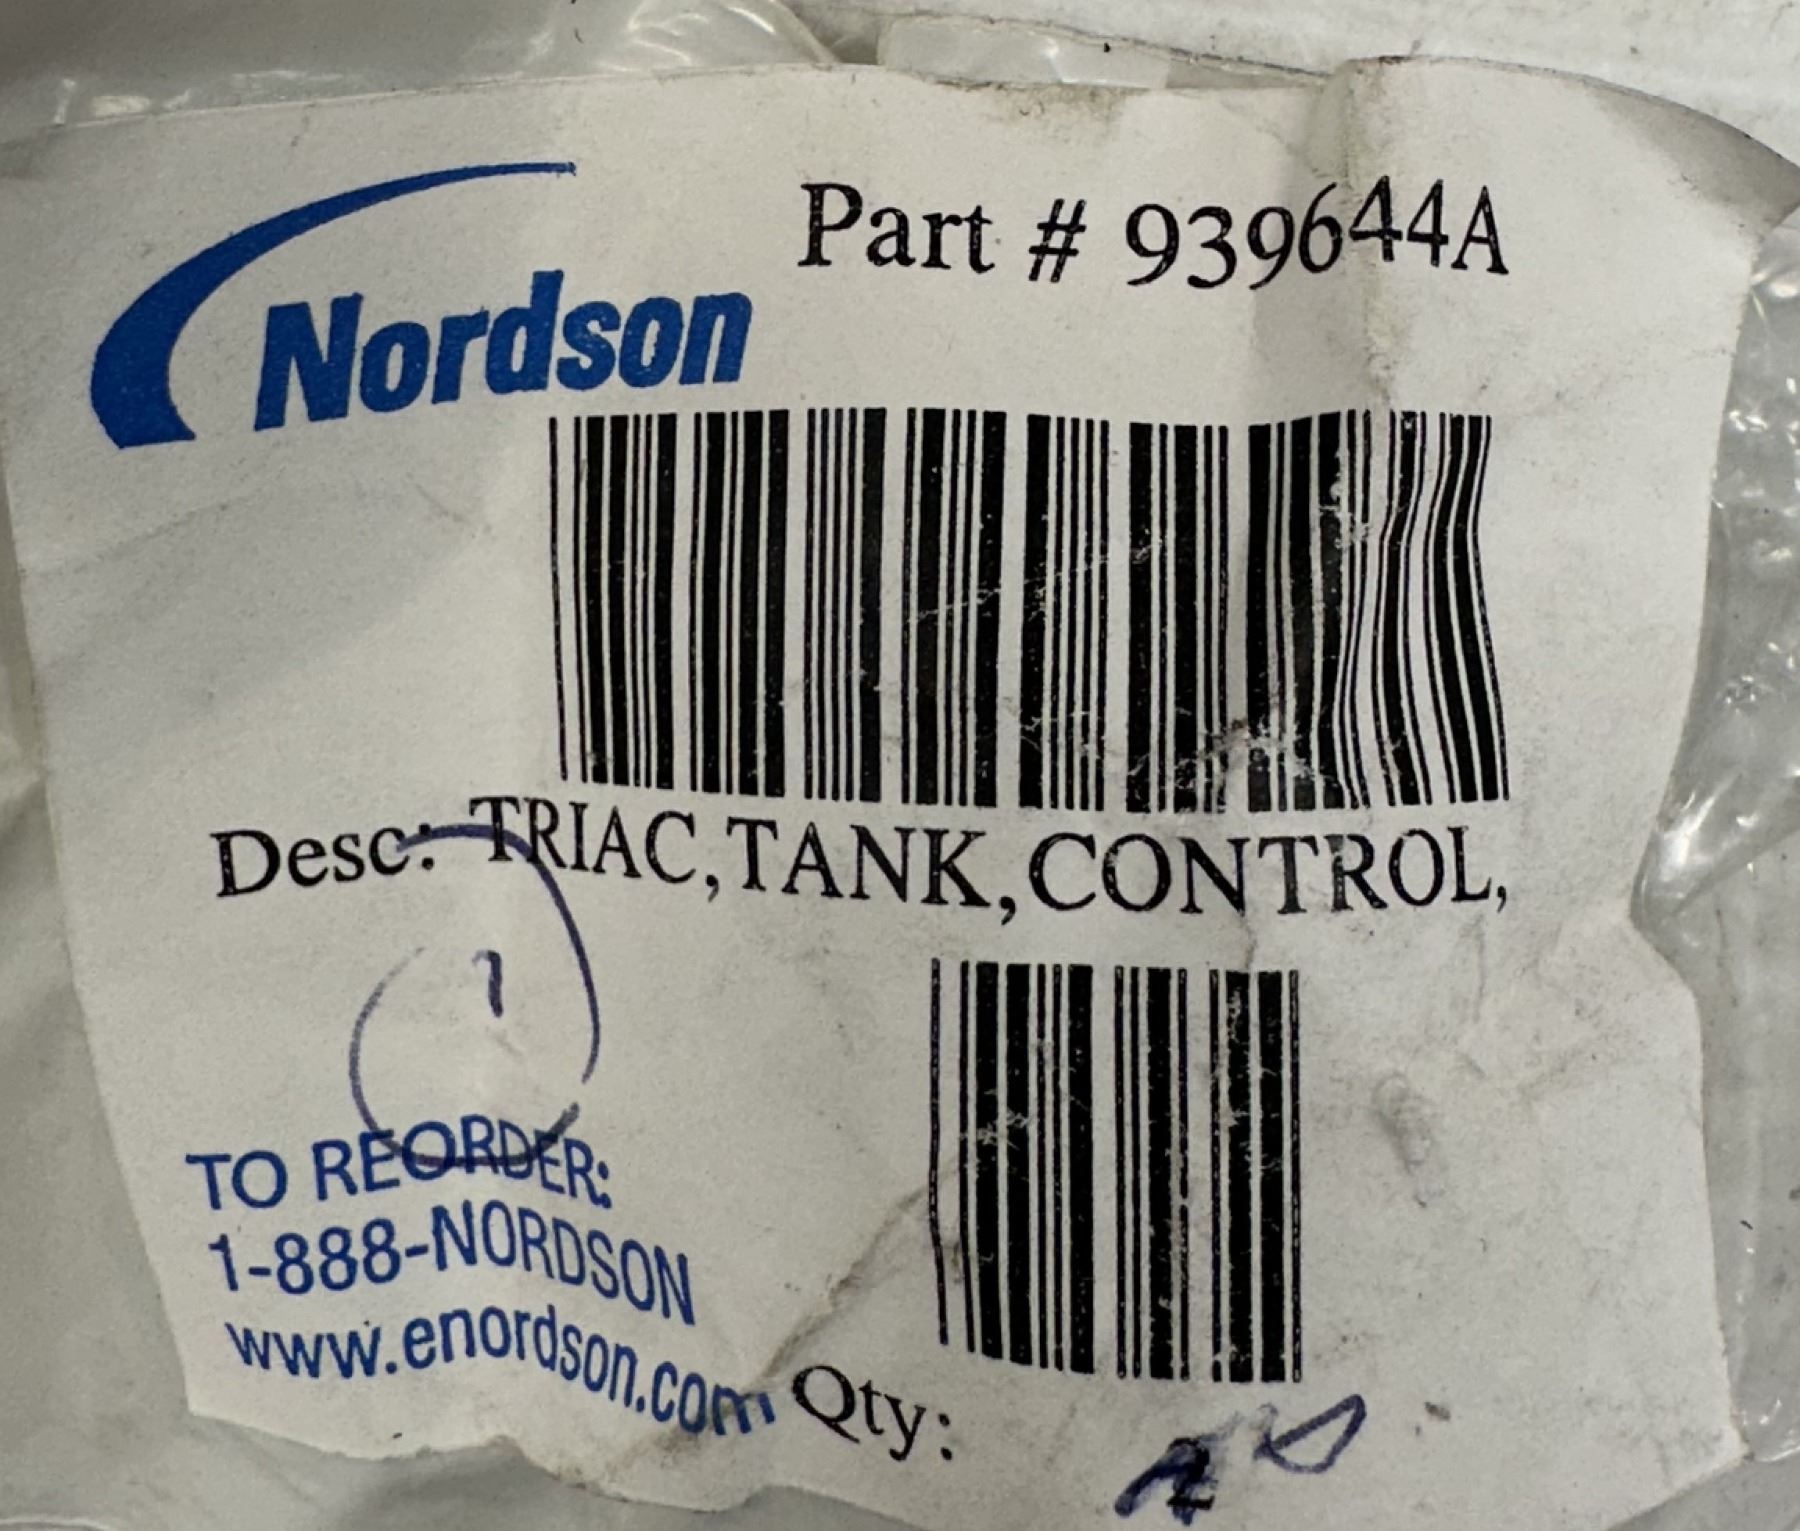 Nordson
Part # 939644A
Desc: TRIAC,TANK,CONTROL,
1
TO REORDER:
1-888-NORDSON
www.enordson.com
Qty: